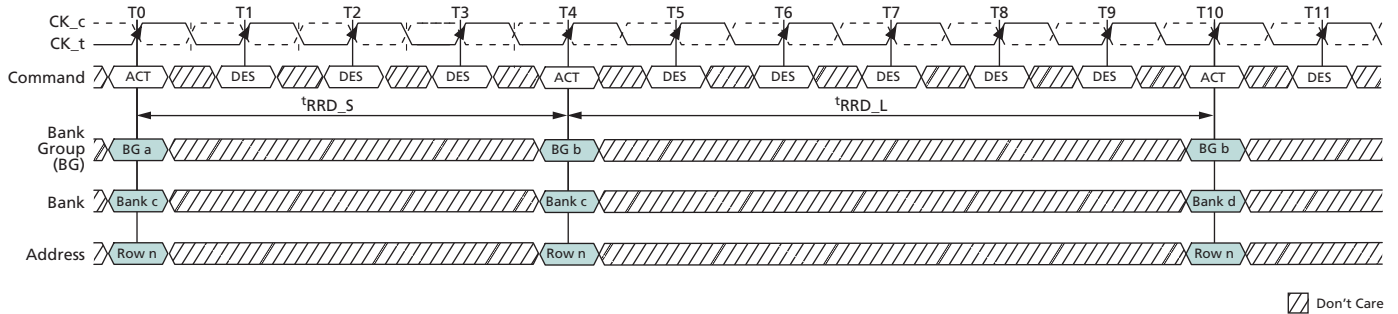 T0 T1 T2 T3 T4 T5 T6 T7 T8 T9 T10 T11
CK_c
CK_t
Command ACT DES DES DES ACT DES DES DES DES DES ACT DES
tRRD_S tRRD_L
Bank
Group
(BG)
BG a BG b BG b
Bank Bank c Bank c Bank d
Address Row n Row n Row n
Don't Care